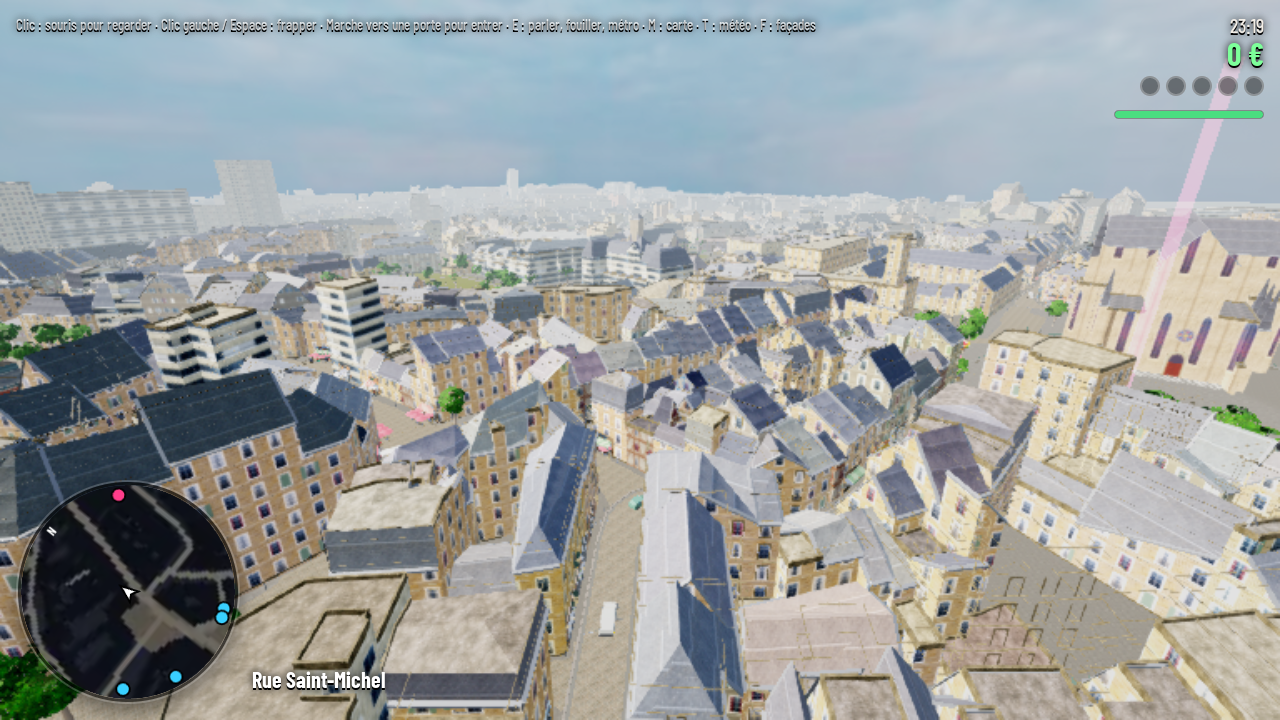 Clic : souris pour regarder · Clic gauche / Espace : frapper · Marche vers une porte pour entrer · E : parler, fouiller, métro · M : carte · T : météo · F : façades
23:19
0 €
N
Rue Saint-Michel